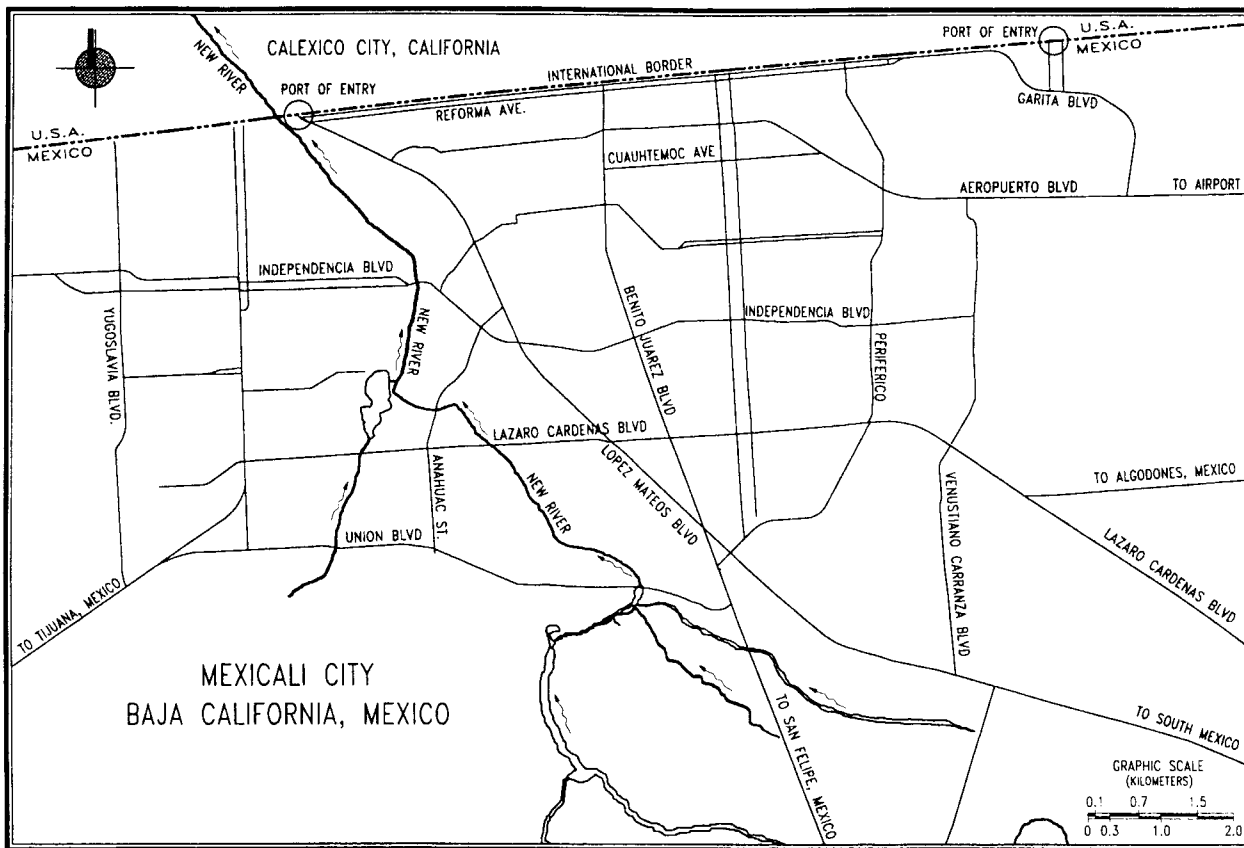 CALEXICO CITY, CALIFORNIA
NEW RIVER
PORT OF ENTRY
U.S.A.
MEXICO
INTERNATIONAL BORDER
REFORMA AVE.
PORT OF ENTRY
U.S.A.
MEXICO
GARITA BLVD
CUAUHTEMOC AVE
AEROPUERTO BLVD
TO AIRPORT
INDEPENDENCIA BLVD
YUGOSLAVIA BLVD.
NEW RIVER
BENITO JUAREZ BLVD
INDEPENDENCIA BLVD
PERIFERICO
LAZARO CARDENAS BLVD
LOPEZ MATEOS BLVD
ANAHUAC ST.
NEW RIVER
UNION BLVD
VENUSTIANO CARRANZA BLVD
TO ALGODONES, MEXICO
LAZARO CARDENAS BLVD
TO TIJUANA, MEXICO
MEXICALI CITY
BAJA CALIFORNIA, MEXICO
TO SAN FELIPE, MEXICO
TO SOUTH MEXICO
GRAPHIC SCALE
(KILOMETERS)
0.1 0.7 1.5
0 0.3 1.0 2.0